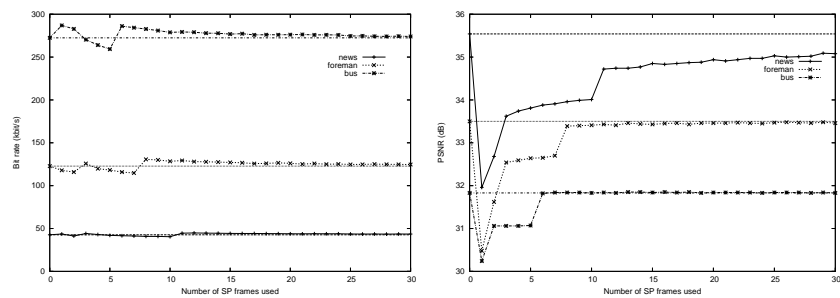 300
250
200
150
100
50
0
Bit rate (kbit/s)
0 5 10 15 20 25 30
Number of SP frames used
news
foreman
bus
36
35
34
33
32
31
30
PSNR (dB)
0 5 10 15 20 25 30
Number of SP frames used
news
foreman
bus